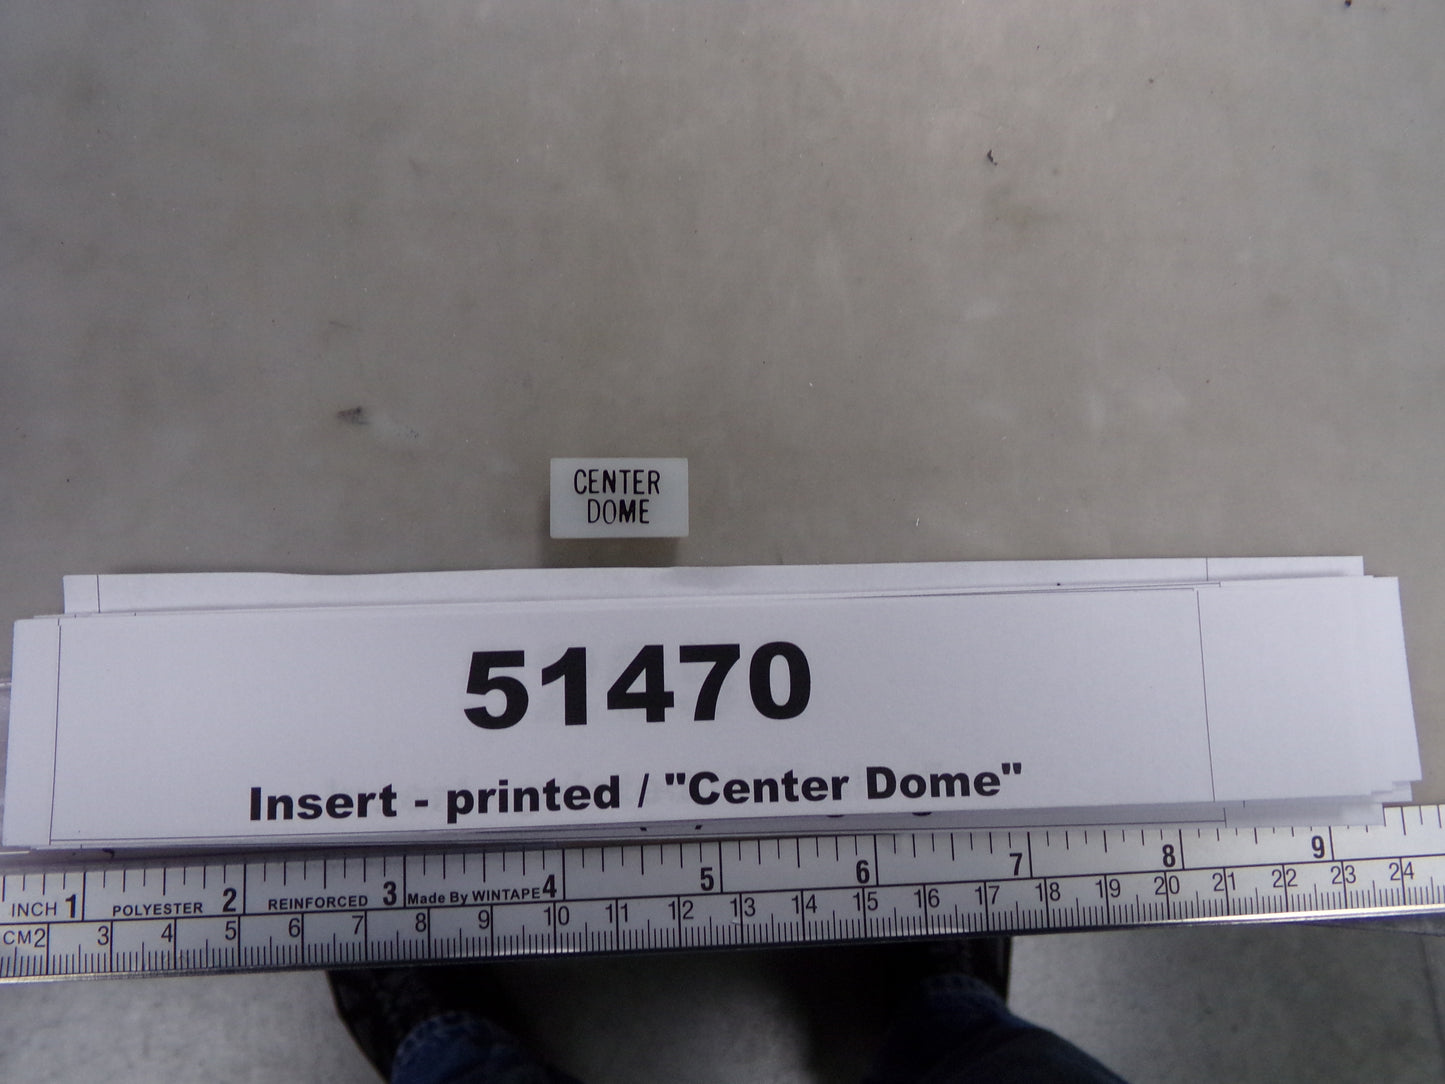 CENTER
DOME
51470
Insert - printed / "Center Dome"
INCH 1 POLYESTER 2 REINFORCED 3 Made By WINTAPE 4 5 6 7 8 9
CM 2 3 4 5 6 7 8 9 10 11 12 13 14 15 16 17 18 19 20 21 22 23 24